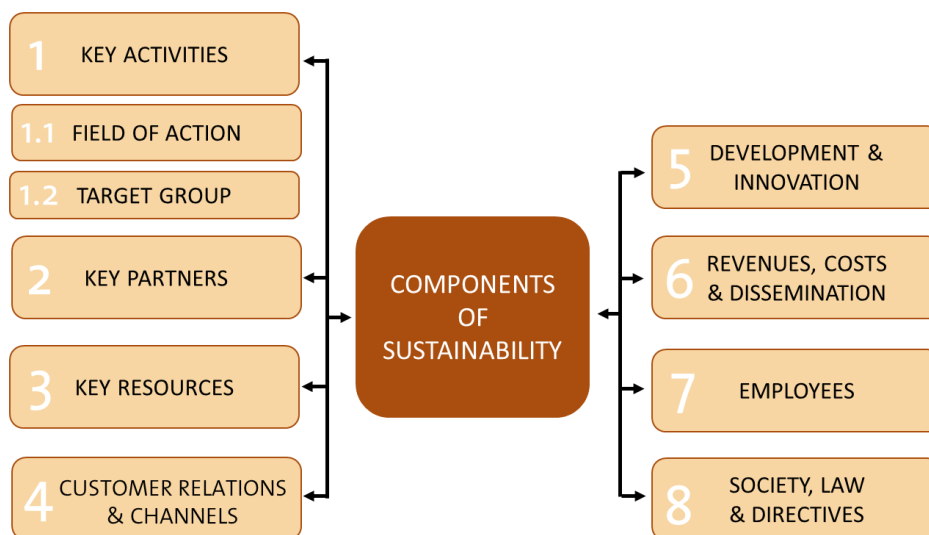 1 KEY ACTIVITIES
1.1 FIELD OF ACTION
1.2 TARGET GROUP
2 KEY PARTNERS
3 KEY RESOURCES
4 CUSTOMER RELATIONS
& CHANNELS
COMPONENTS
OF
SUSTAINABILITY
5 DEVELOPMENT &
INNOVATION
6 REVENUES, COSTS
& DISSEMINATION
7 EMPLOYEES
8 SOCIETY, LAW
& DIRECTIVES